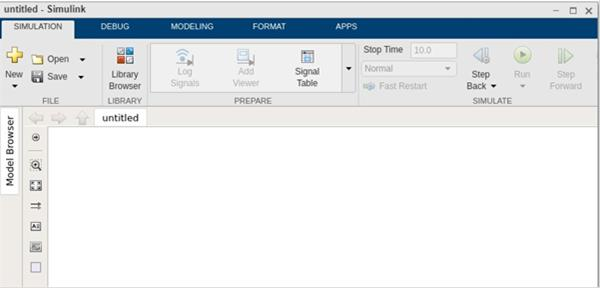 untitled - Simulink
SIMULATION DEBUG MODELING FORMAT APPS
New
Open
Save
FILE
Library
Browser
LIBRARY
Log
Signals
Add
Viewer
Signal
Table
PREPARE
Stop Time 10.0
Normal
Fast Restart
Step
Back
Run
Step
Forward
SIMULATE
Model Browser
untitled